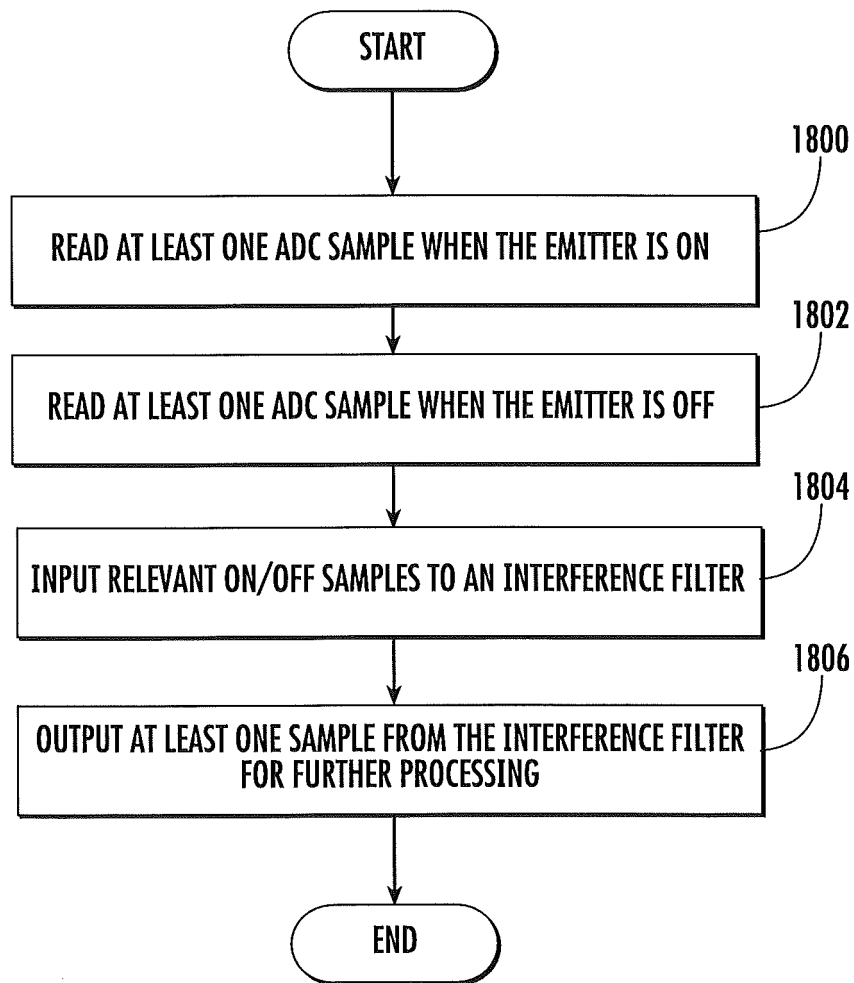 START
1800
READ AT LEAST ONE ADC SAMPLE WHEN THE EMITTER IS ON
1802
READ AT LEAST ONE ADC SAMPLE WHEN THE EMITTER IS OFF
1804
INPUT RELEVANT ON/OFF SAMPLES TO AN INTERFERENCE FILTER
1806
OUTPUT AT LEAST ONE SAMPLE FROM THE INTERFERENCE FILTER
FOR FURTHER PROCESSING
END